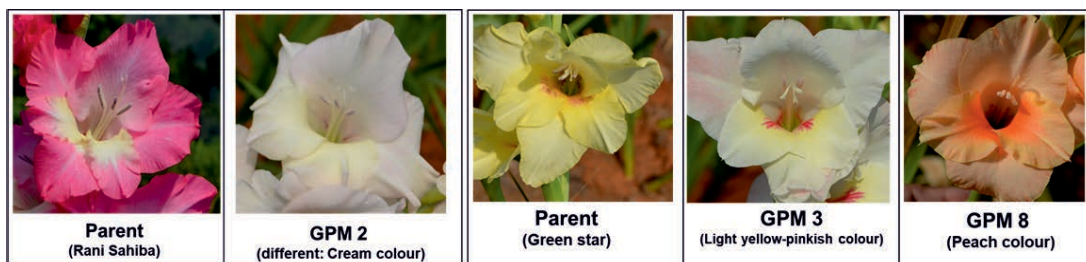 Parent
(Rani Sahiba)
GPM 2
(different: Cream colour)
Parent
(Green star)
GPM 3
(Light yellow-pinkish colour)
GPM 8
(Peach colour)